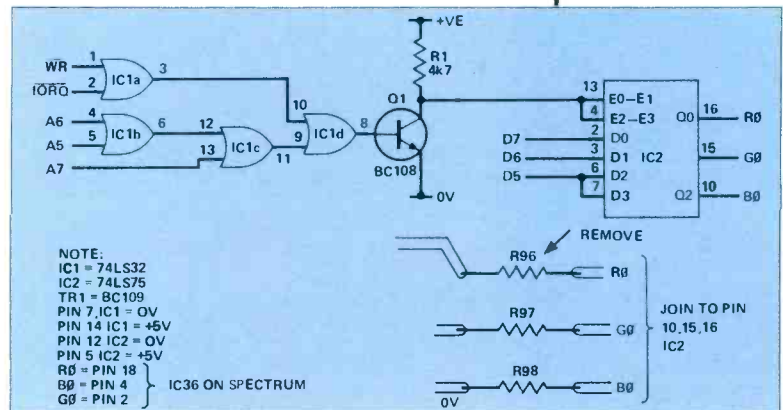 +VE
R1
4k7
W̅R̅
1
2
I̅O̅R̅Q̅
IC1a
3
A6
4
5
A5
IC1b
6
A7
12
13
IC1c
11
10
9
IC1d
8
Q1
BC108
0V
13
4
E0–E1
E2–E3
D7
2
D0
D6
3
D1
IC2
D5
6
D2
7
D3
Q0
16
RØ
15
GØ
Q2
10
BØ
REMOVE
R96
RØ
R97
GØ
R98
BØ
0V
JOIN TO PIN
10,15,16
IC2
NOTE:
IC1 = 74LS32
IC2 = 74LS75
TR1 = BC109
PIN 7, IC1 = 0V
PIN 14 IC1 = +5V
PIN 12 IC2 = 0V
PIN 5 IC2 = +5V
RØ = PIN 18
BØ = PIN 4
GØ = PIN 2
IC36 ON SPECTRUM